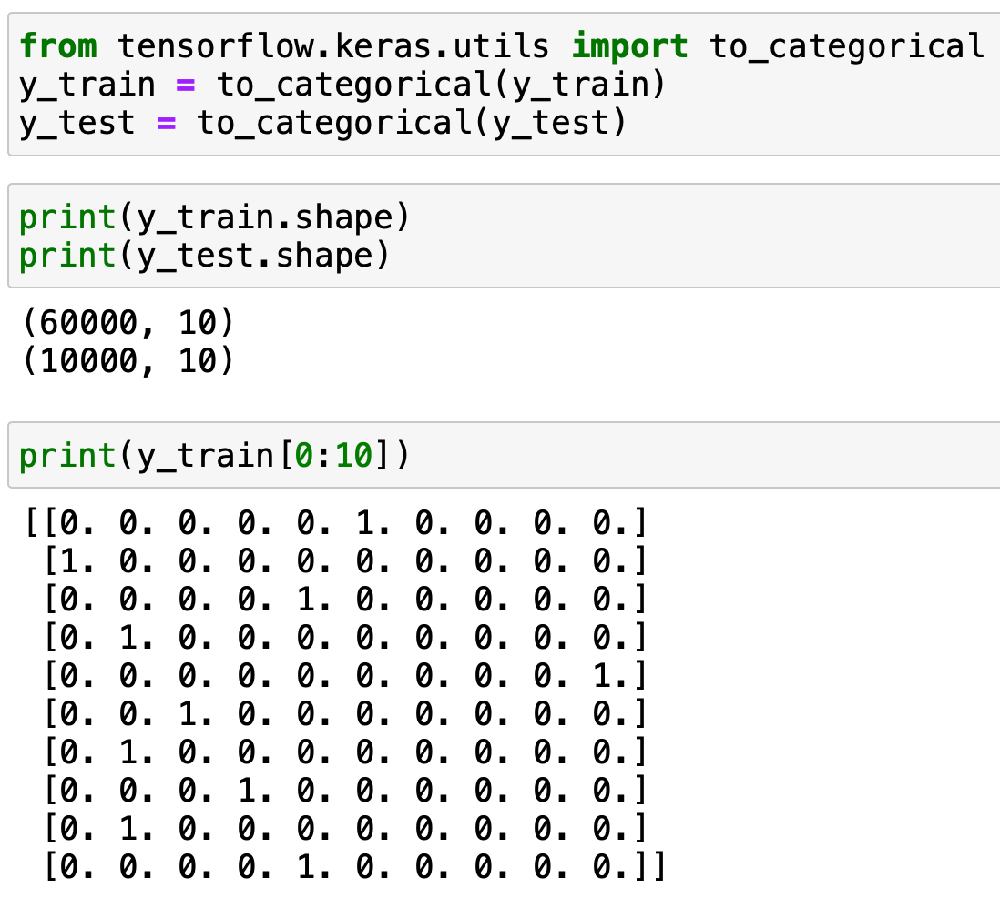 from tensorflow.keras.utils import to_categorical
y_train = to_categorical(y_train)
y_test = to_categorical(y_test)
print(y_train.shape)
print(y_test.shape)
(60000, 10)
(10000, 10)
print(y_train[0:10])
[[0. 0. 0. 0. 0. 1. 0. 0. 0. 0.]
 [1. 0. 0. 0. 0. 0. 0. 0. 0. 0.]
 [0. 0. 0. 0. 1. 0. 0. 0. 0. 0.]
 [0. 1. 0. 0. 0. 0. 0. 0. 0. 0.]
 [0. 0. 0. 0. 0. 0. 0. 0. 0. 1.]
 [0. 0. 1. 0. 0. 0. 0. 0. 0. 0.]
 [0. 1. 0. 0. 0. 0. 0. 0. 0. 0.]
 [0. 0. 0. 1. 0. 0. 0. 0. 0. 0.]
 [0. 1. 0. 0. 0. 0. 0. 0. 0. 0.]
 [0. 0. 0. 0. 1. 0. 0. 0. 0. 0.]]